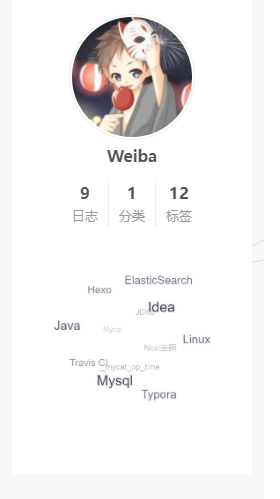 Weiba
9 1 12
日志 分类 标签
ElasticSearch
Hexo
Idea
JDK8
Java
Mysql
Linux
Next主题
Travis CI
_mycat_op_time
Mysql
Typora